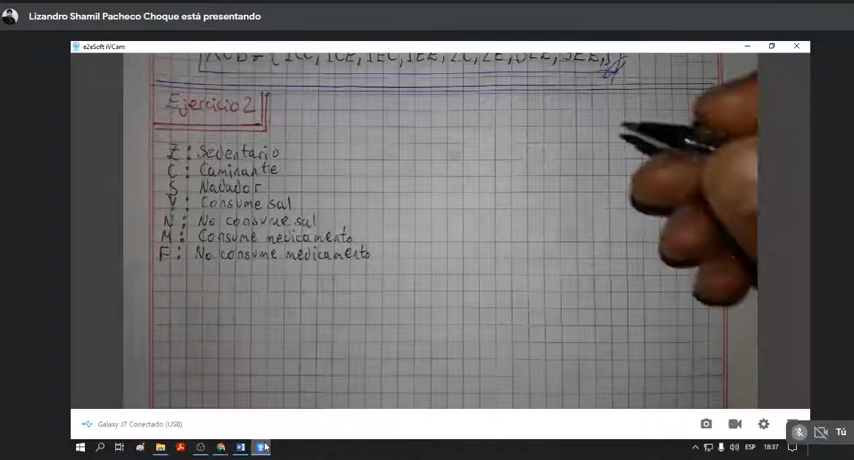 Lizandro Shamil Pacheco Choque está presentando
e2eSoft iVCam
Ejercicio 2
Z : Sedentario
C : Caminante
S : Nadador
Y : Consume sal
N : No consume sal
M : Consume medicamento
F : No consume medicamento
Galaxy J7 Conectado (USB)
Tú
ESP
18:37